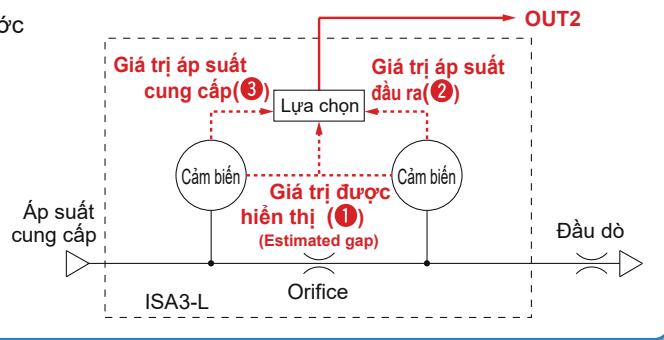 ớc
OUT2
Giá trị áp suất
cung cấp(3)
Giá trị áp suất
đầu ra(2)
Lựa chọn
Cảm biến
Cảm biến
Giá trị được
hiển thị (1)
(Estimated gap)
Áp suất
cung cấp
Đầu dò
Orifice
ISA3-L